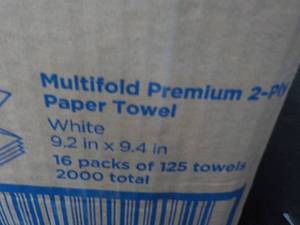 Multifold Premium 2-Ply
Paper Towel
White
9.2 in x 9.4 in
16 packs of 125 towels
2000 total